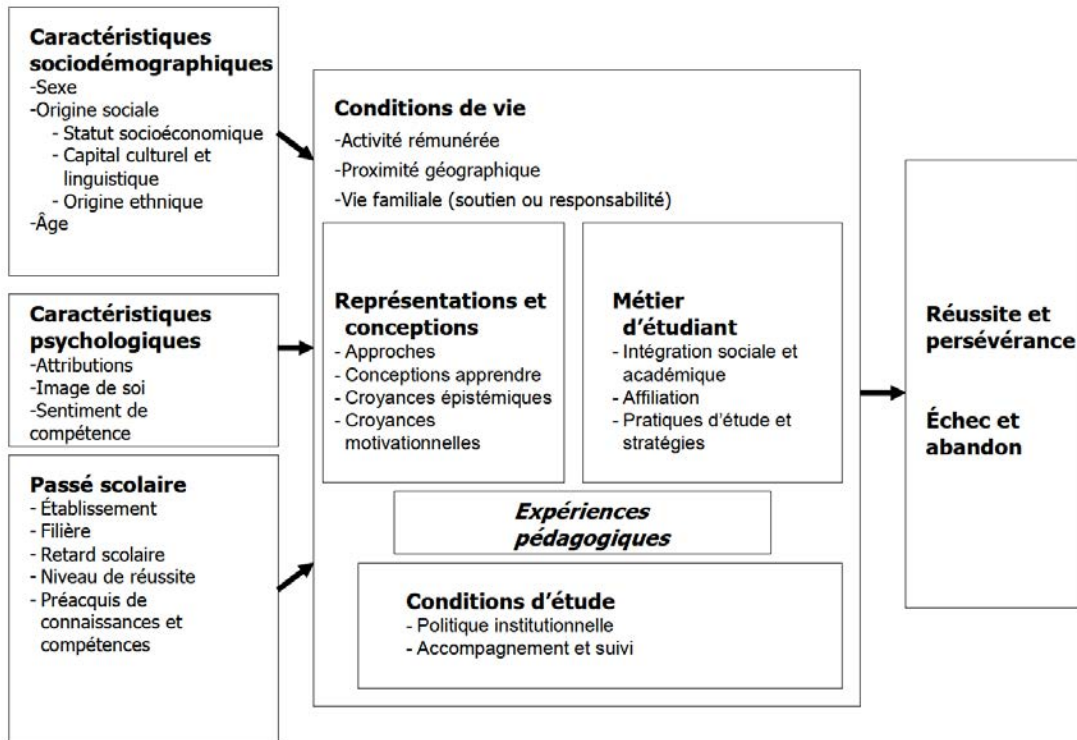 Caractéristiques
sociodémographiques
-Sexe
-Origine sociale
- Statut socioéconomique
- Capital culturel et
linguistique
- Origine ethnique
-Âge
Caractéristiques
psychologiques
-Attributions
-Image de soi
-Sentiment de
compétence
Passé scolaire
- Établissement
- Filière
- Retard scolaire
- Niveau de réussite
- Préacquis de
connaissances et
compétences
Conditions de vie
-Activité rémunérée
-Proximité géographique
-Vie familiale (soutien ou responsabilité)
Représentations et
conceptions
- Approches
- Conceptions apprendre
- Croyances épistémiques
- Croyances
motivationnelles
Métier
d'étudiant
- Intégration sociale et
académique
- Affiliation
- Pratiques d'étude et
stratégies
Expériences
pédagogiques
Conditions d'étude
- Politique institutionnelle
- Accompagnement et suivi
Réussite et
persévérance
Échec et
abandon